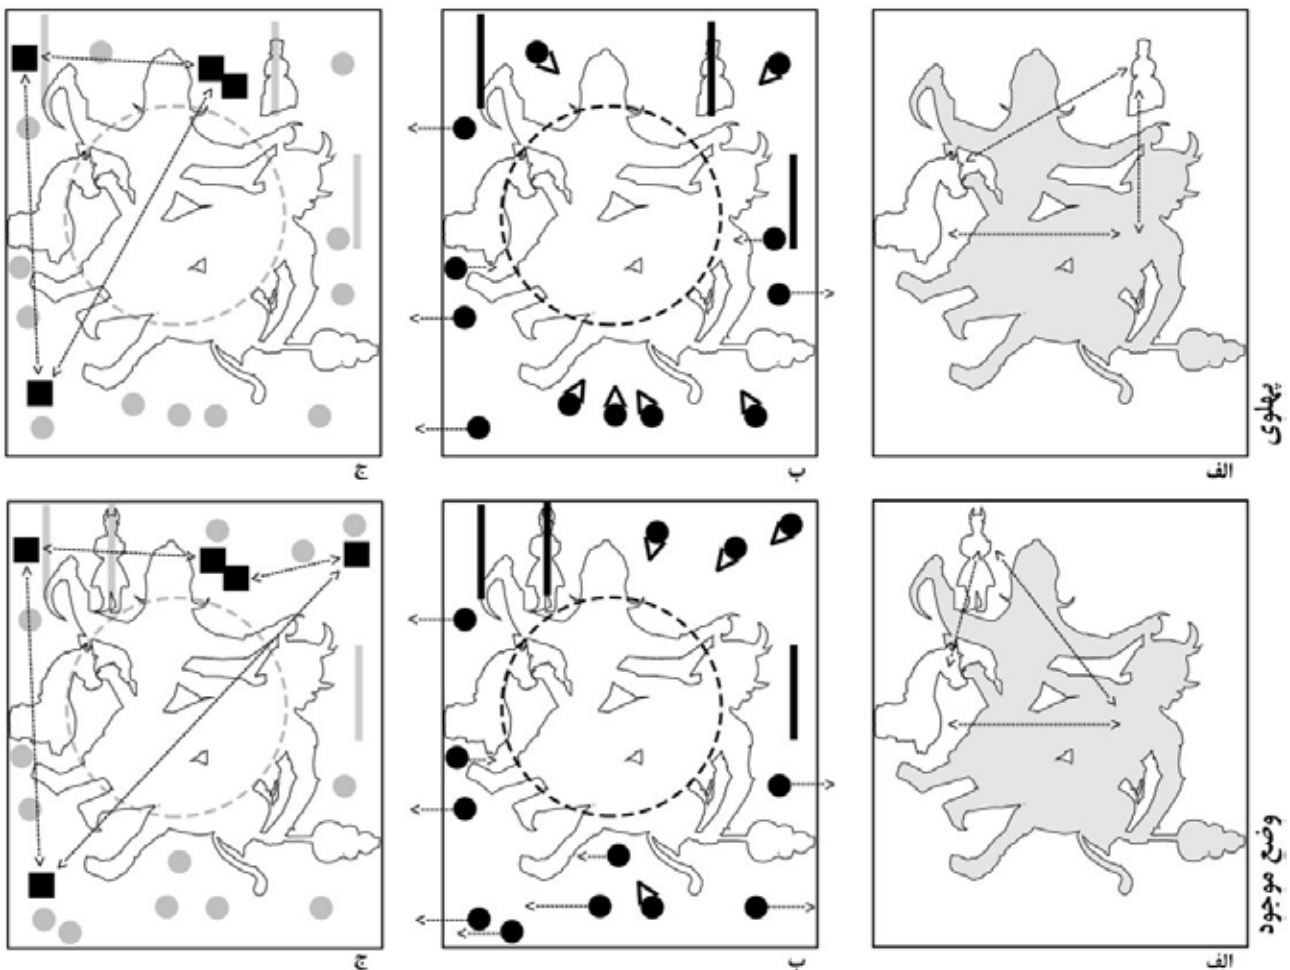 پهلوی
الف
ب
ج
وضع موجود
الف
ب
ج